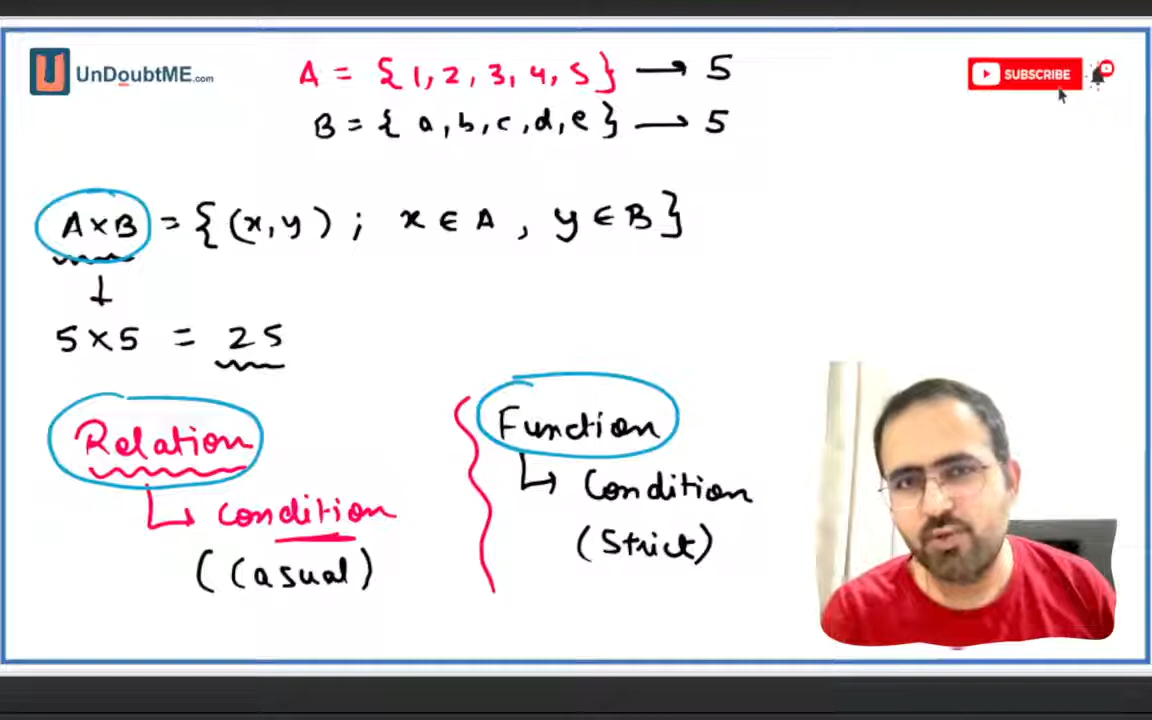 UnDoubtME.com
SUBSCRIBE
A = {1, 2, 3, 4, 5} → 5
B = {a, b, c, d, e} → 5
A×B = {(x, y) ; x ∈ A , y ∈ B}
↓
5×5 = 25
Relation
↳ condition
(Casual)
Function
↳ Condition
(Strict)